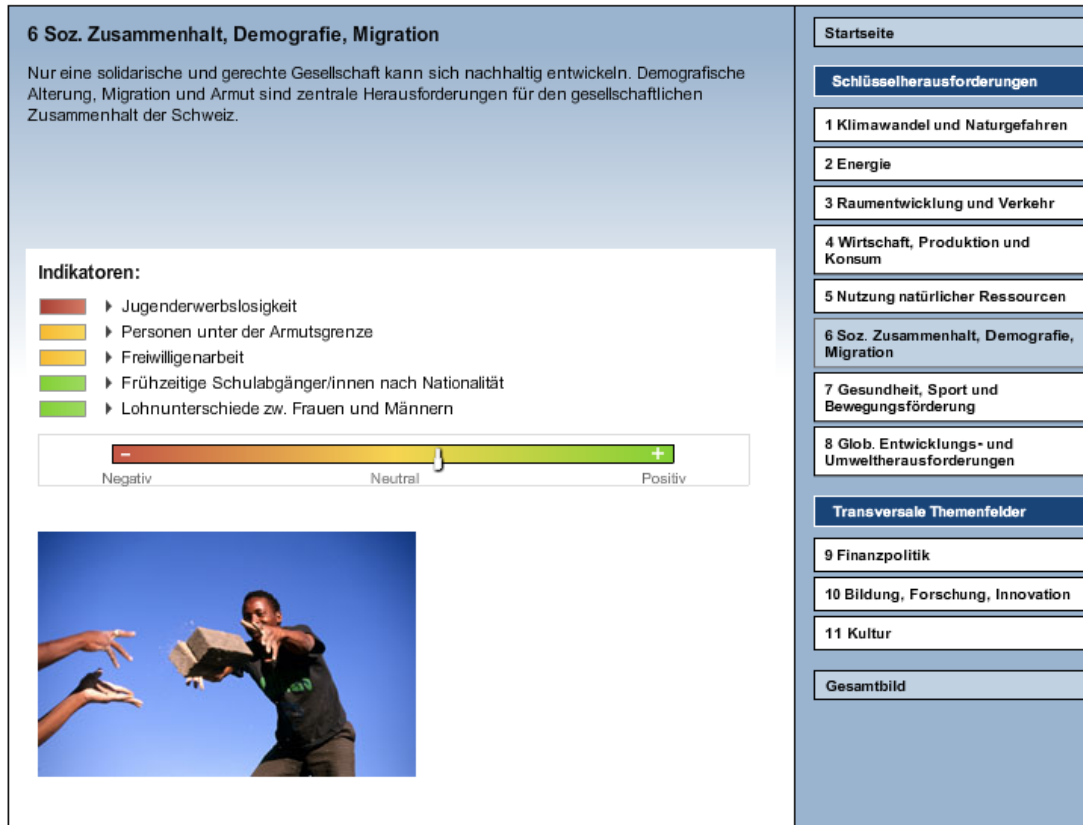 6 Soz. Zusammenhalt, Demografie, Migration
Nur eine solidarische und gerechte Gesellschaft kann sich nachhaltig entwickeln. Demografische
Alterung, Migration und Armut sind zentrale Herausforderungen für den gesellschaftlichen
Zusammenhalt der Schweiz.
Indikatoren:
Jugenderwerbslosigkeit
Personen unter der Armutsgrenze
Freiwilligenarbeit
Frühzeitige Schulabgänger/innen nach Nationalität
Lohnunterschiede zw. Frauen und Männern
– +
Negativ Neutral Positiv
Startseite
Schlüsselherausforderungen
1 Klimawandel und Naturgefahren
2 Energie
3 Raumentwicklung und Verkehr
4 Wirtschaft, Produktion und
Konsum
5 Nutzung natürlicher Ressourcen
6 Soz. Zusammenhalt, Demografie,
Migration
7 Gesundheit, Sport und
Bewegungsförderung
8 Glob. Entwicklungs- und
Umweltherausforderungen
Transversale Themenfelder
9 Finanzpolitik
10 Bildung, Forschung, Innovation
11 Kultur
Gesamtbild